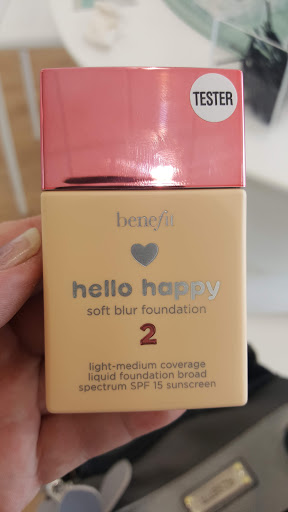 TESTER
benefit
hello happy
soft blur foundation
2
light-medium coverage
liquid foundation broad
spectrum SPF 15 sunscreen